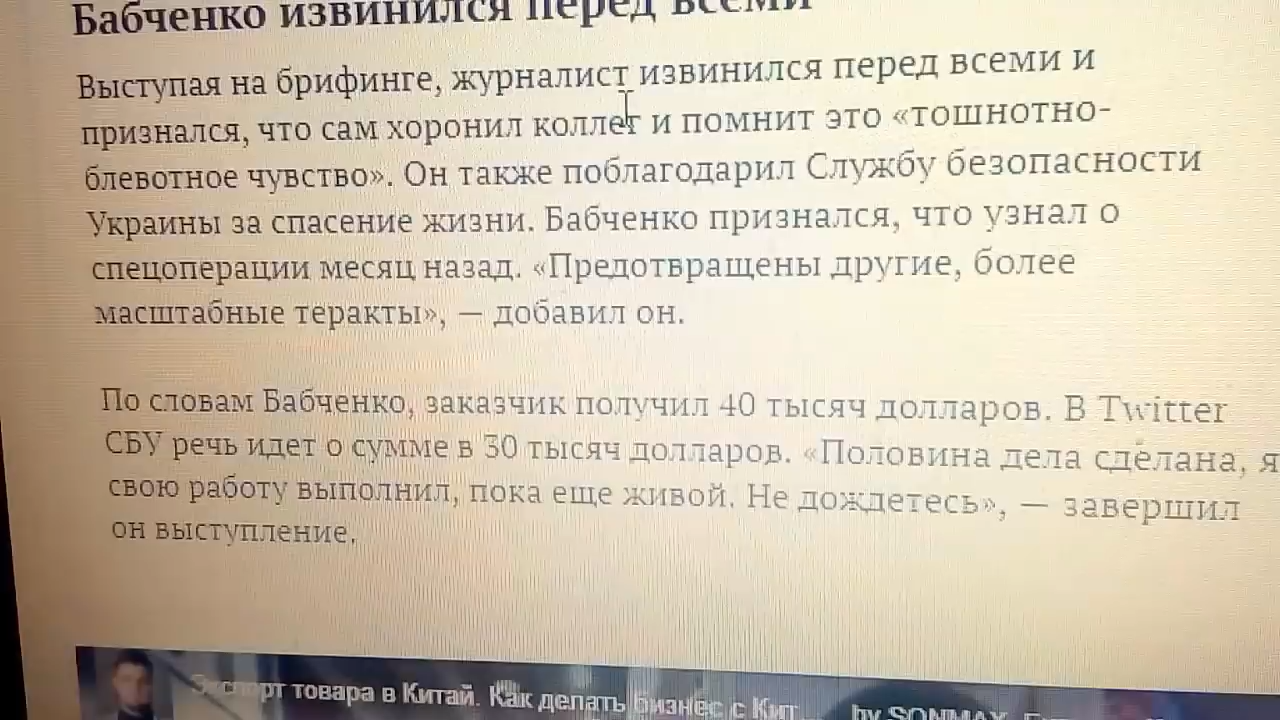 Бабченко извинился перед всеми
Выступая на брифинге, журналист извинился перед всеми и
признался, что сам хоронил коллег и помнит это «тошнотно-
блевотное чувство». Он также поблагодарил Службу безопасности
Украины за спасение жизни. Бабченко признался, что узнал о
спецоперации месяц назад. «Предотвращены другие, более
масштабные теракты», — добавил он.
По словам Бабченко, заказчик получил 40 тысяч долларов. В Twitter
СБУ речь идет о сумме в 30 тысяч долларов. «Половина дела сделана, я
свою работу выполнил, пока еще живой. Не дождетесь», — завершил
он выступление.
Экспорт товара в Китай. Как делать бизнес с Кит...
by SONMAX